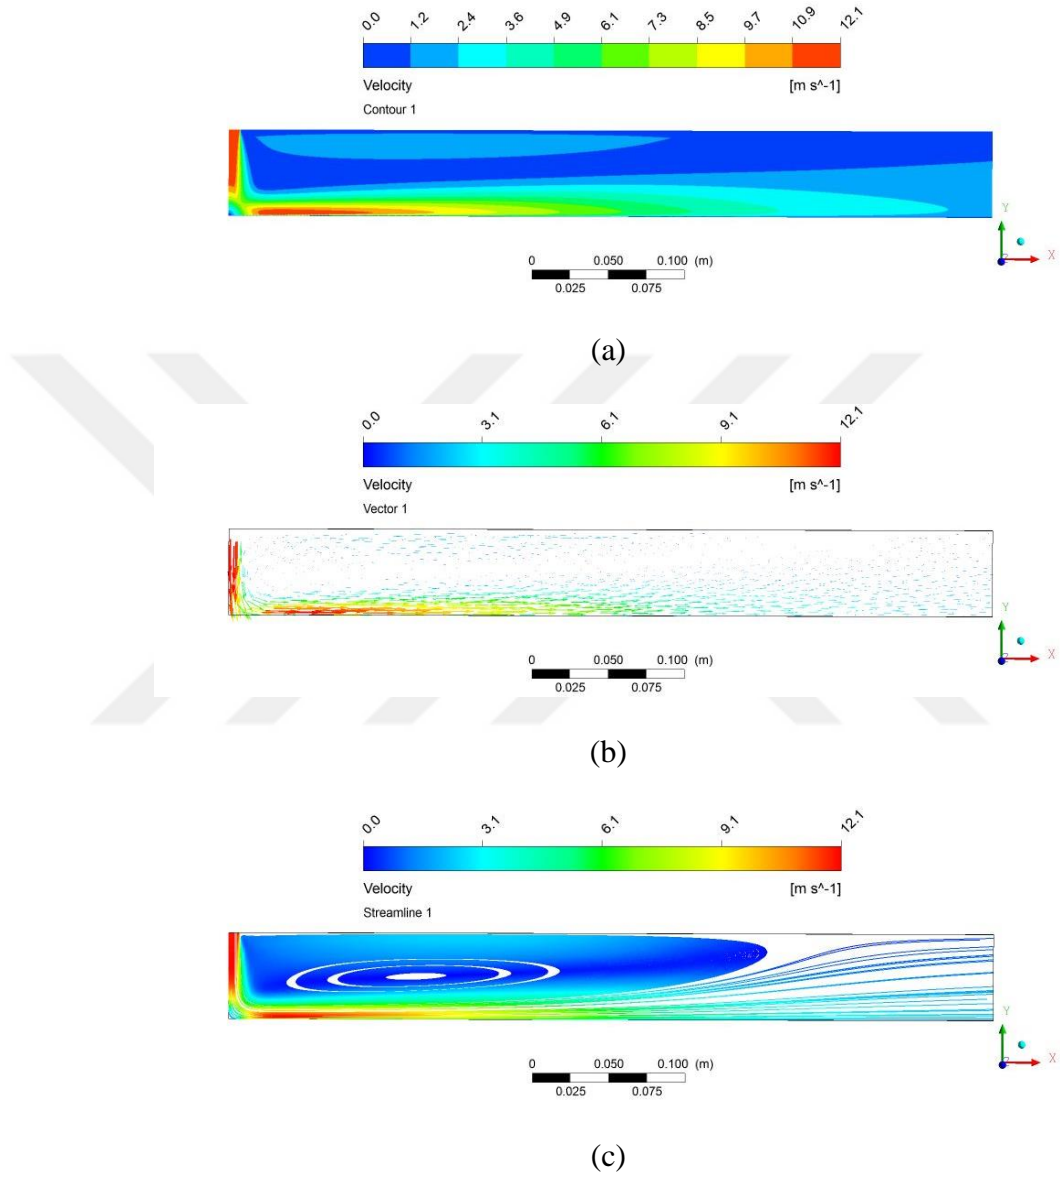 0.0 1.2 2.4 3.6 4.9 6.1 7.3 8.5 9.7 10.9 12.1
Velocity [m s^-1]
Contour 1
Y
0 0.050 0.100 (m)
Z X
0.025 0.075
(a)
0.0 3.1 6.1 9.1 12.1
Velocity [m s^-1]
Vector 1
Y
0 0.050 0.100 (m)
Z X
0.025 0.075
(b)
0.0 3.1 6.1 9.1 12.1
Velocity [m s^-1]
Streamline 1
Y
0 0.050 0.100 (m)
Z X
0.025 0.075
(c)